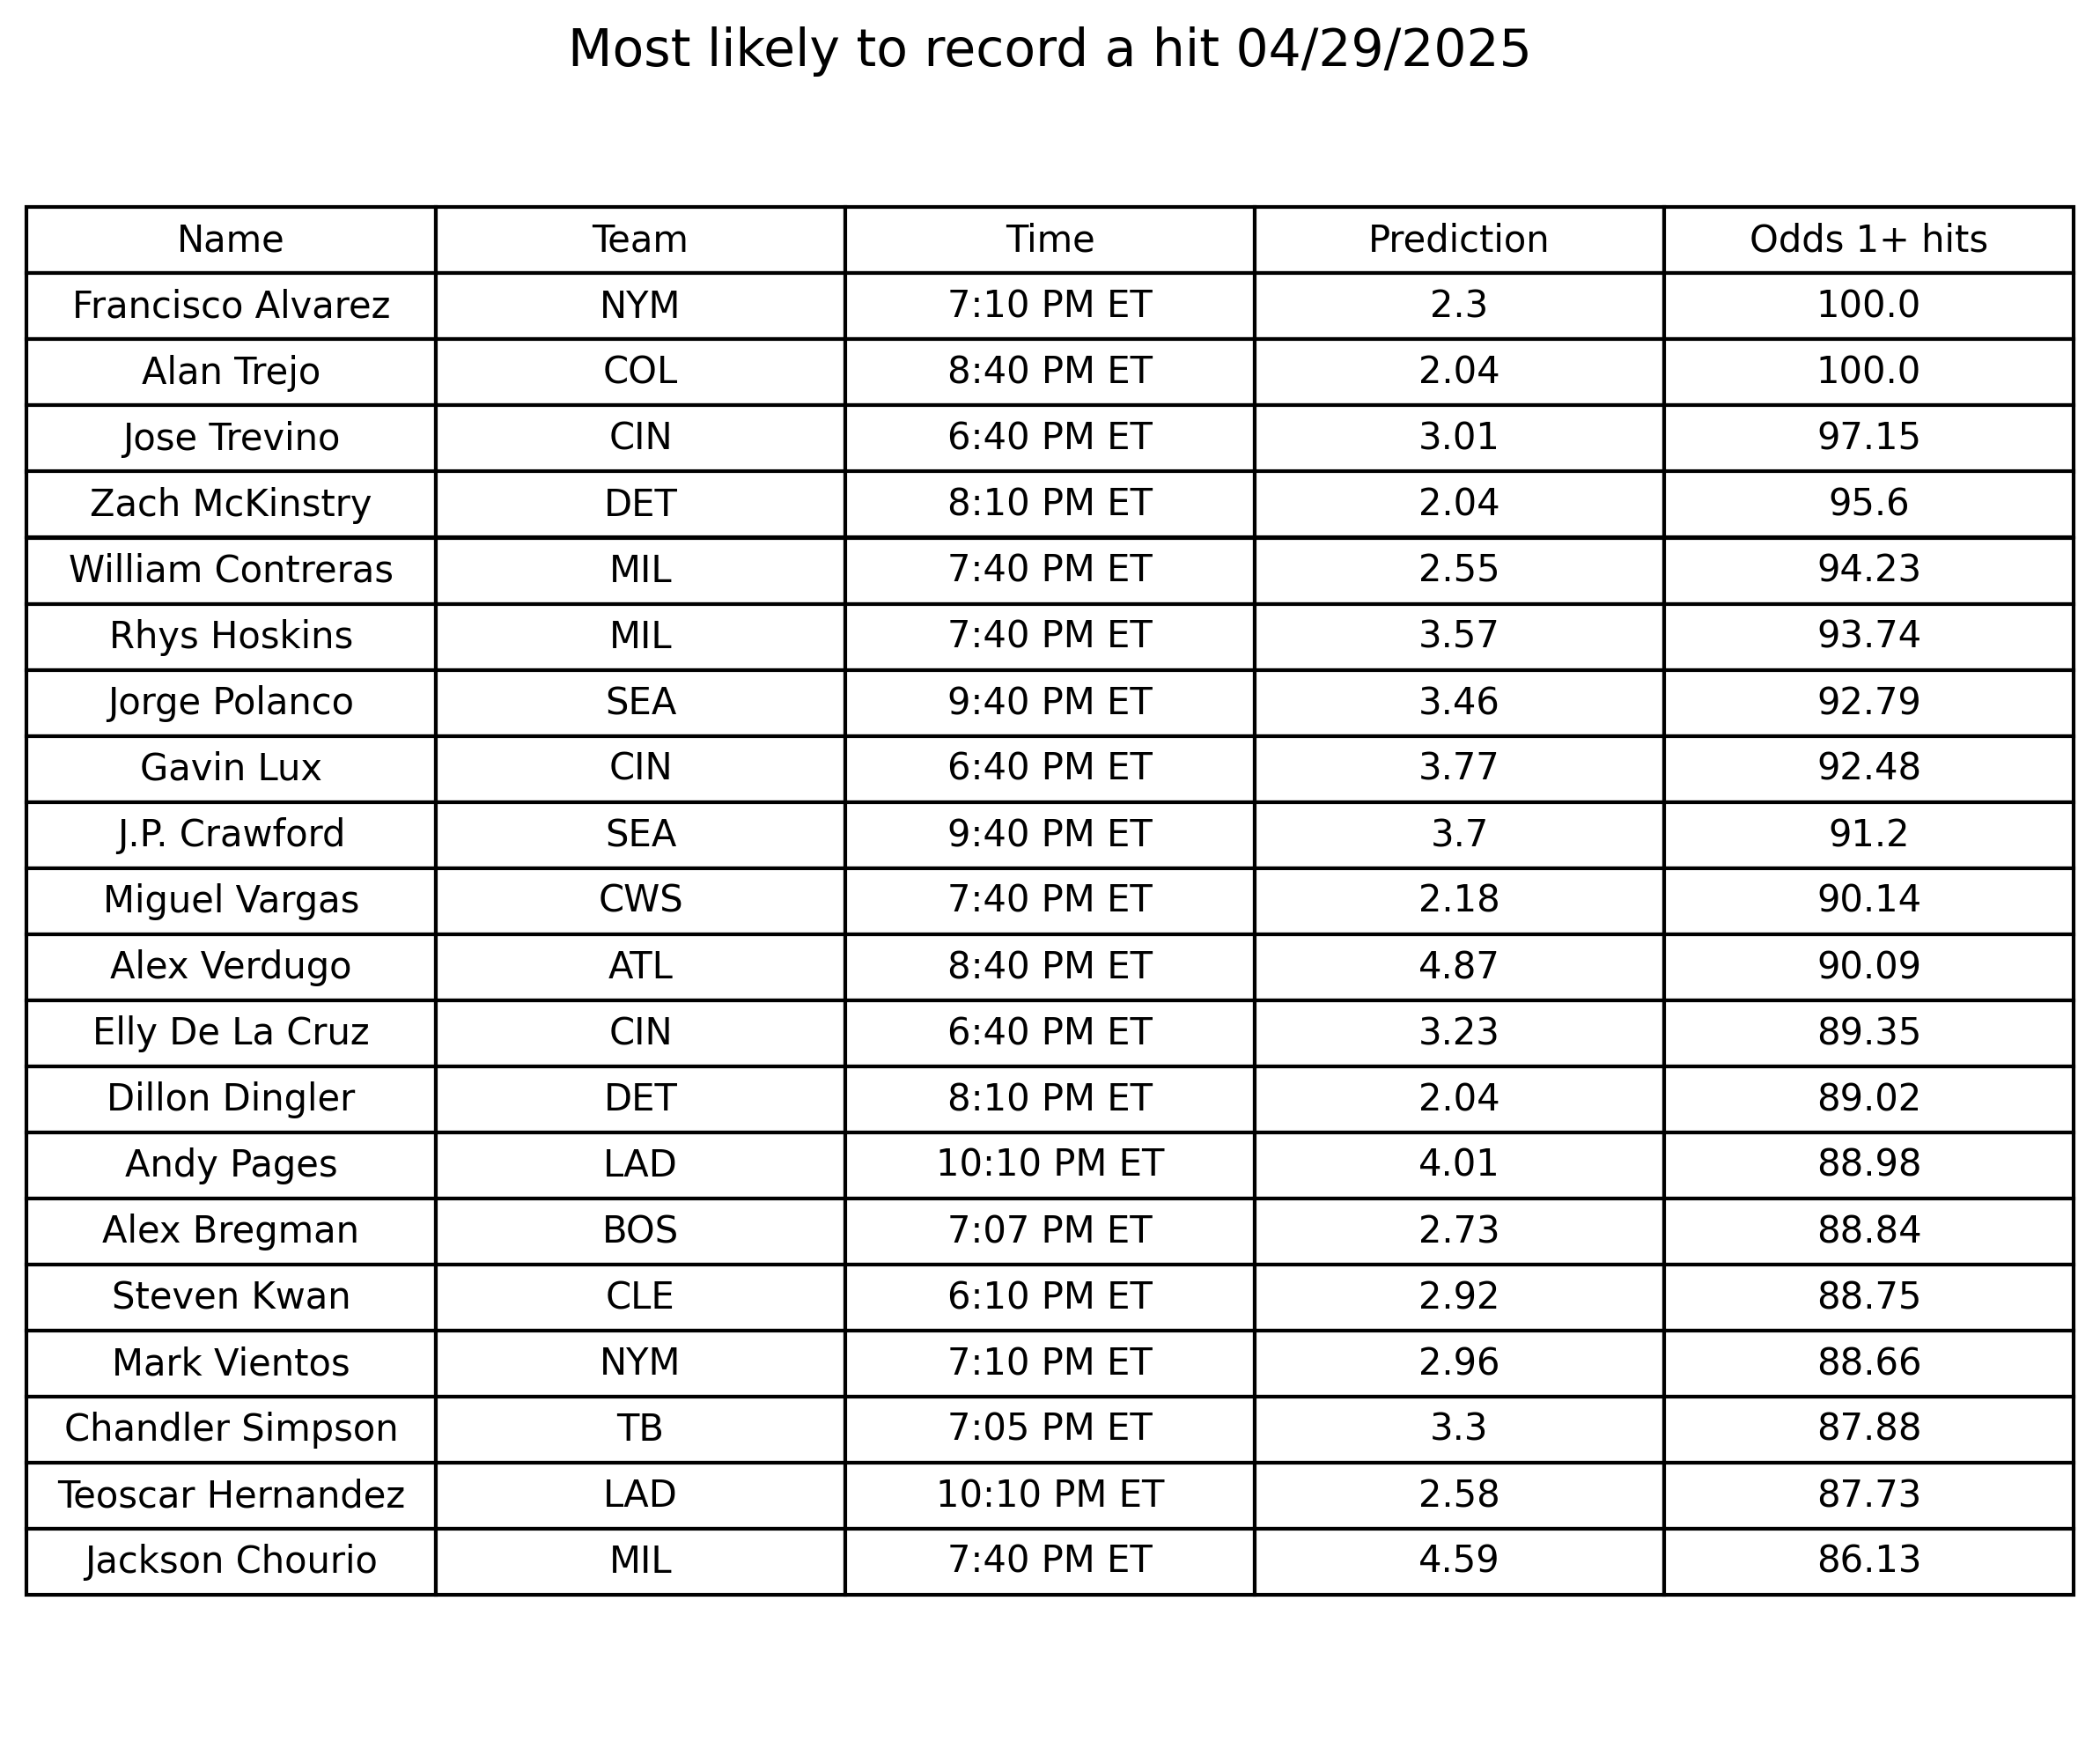 Most likely to record a hit 04/29/2025
Name Team Time Prediction Odds 1+ hits
Francisco Alvarez NYM 7:10 PM ET 2.3 100.0
Alan Trejo COL 8:40 PM ET 2.04 100.0
Jose Trevino CIN 6:40 PM ET 3.01 97.15
Zach McKinstry DET 8:10 PM ET 2.04 95.6
William Contreras MIL 7:40 PM ET 2.55 94.23
Rhys Hoskins MIL 7:40 PM ET 3.57 93.74
Jorge Polanco SEA 9:40 PM ET 3.46 92.79
Gavin Lux CIN 6:40 PM ET 3.77 92.48
J.P. Crawford SEA 9:40 PM ET 3.7 91.2
Miguel Vargas CWS 7:40 PM ET 2.18 90.14
Alex Verdugo ATL 8:40 PM ET 4.87 90.09
Elly De La Cruz CIN 6:40 PM ET 3.23 89.35
Dillon Dingler DET 8:10 PM ET 2.04 89.02
Andy Pages LAD 10:10 PM ET 4.01 88.98
Alex Bregman BOS 7:07 PM ET 2.73 88.84
Steven Kwan CLE 6:10 PM ET 2.92 88.75
Mark Vientos NYM 7:10 PM ET 2.96 88.66
Chandler Simpson TB 7:05 PM ET 3.3 87.88
Teoscar Hernandez LAD 10:10 PM ET 2.58 87.73
Jackson Chourio MIL 7:40 PM ET 4.59 86.13